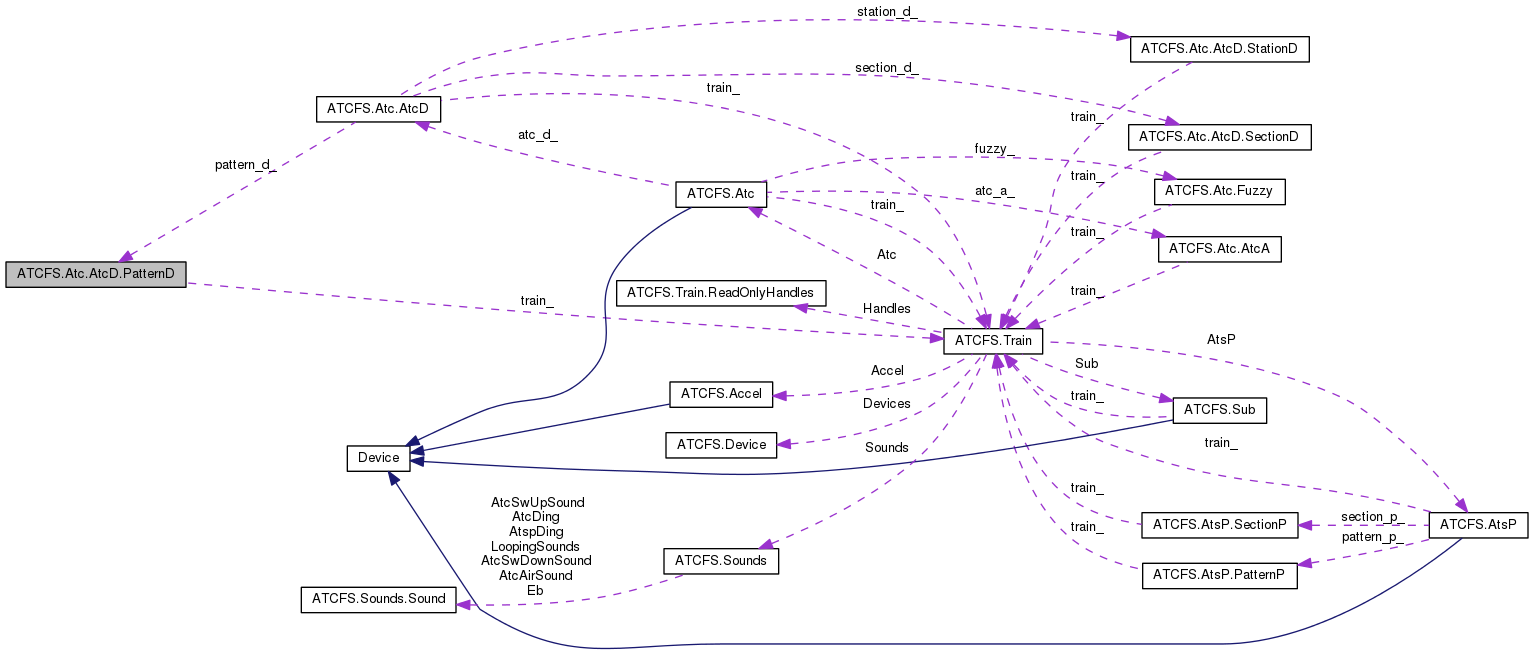 station_d_
ATCFS.Atc.AtcD.StationD
section_d_
train_
ATCFS.Atc.AtcD
train_
ATCFS.Atc.AtcD.SectionD
atc_d_
fuzzy_
pattern_d_
train_
ATCFS.Atc
atc_a_
ATCFS.Atc.Fuzzy
train_
train_
Atc
ATCFS.Atc.AtcA
ATCFS.Atc.AtcD.PatternD
train_
ATCFS.Train.ReadOnlyHandles
train_
Handles
ATCFS.Train
AtsP
Accel
Sub
ATCFS.Accel
train_
Devices
ATCFS.Sub
ATCFS.Device
Sounds
train_
Device
train_
AtcSwUpSound
AtcDing
AtspDing
LoopingSounds
AtcSwDownSound
AtcAirSound
Eb
section_p_
ATCFS.AtsP.SectionP
ATCFS.AtsP
train_
pattern_p_
ATCFS.Sounds
ATCFS.AtsP.PatternP
ATCFS.Sounds.Sound